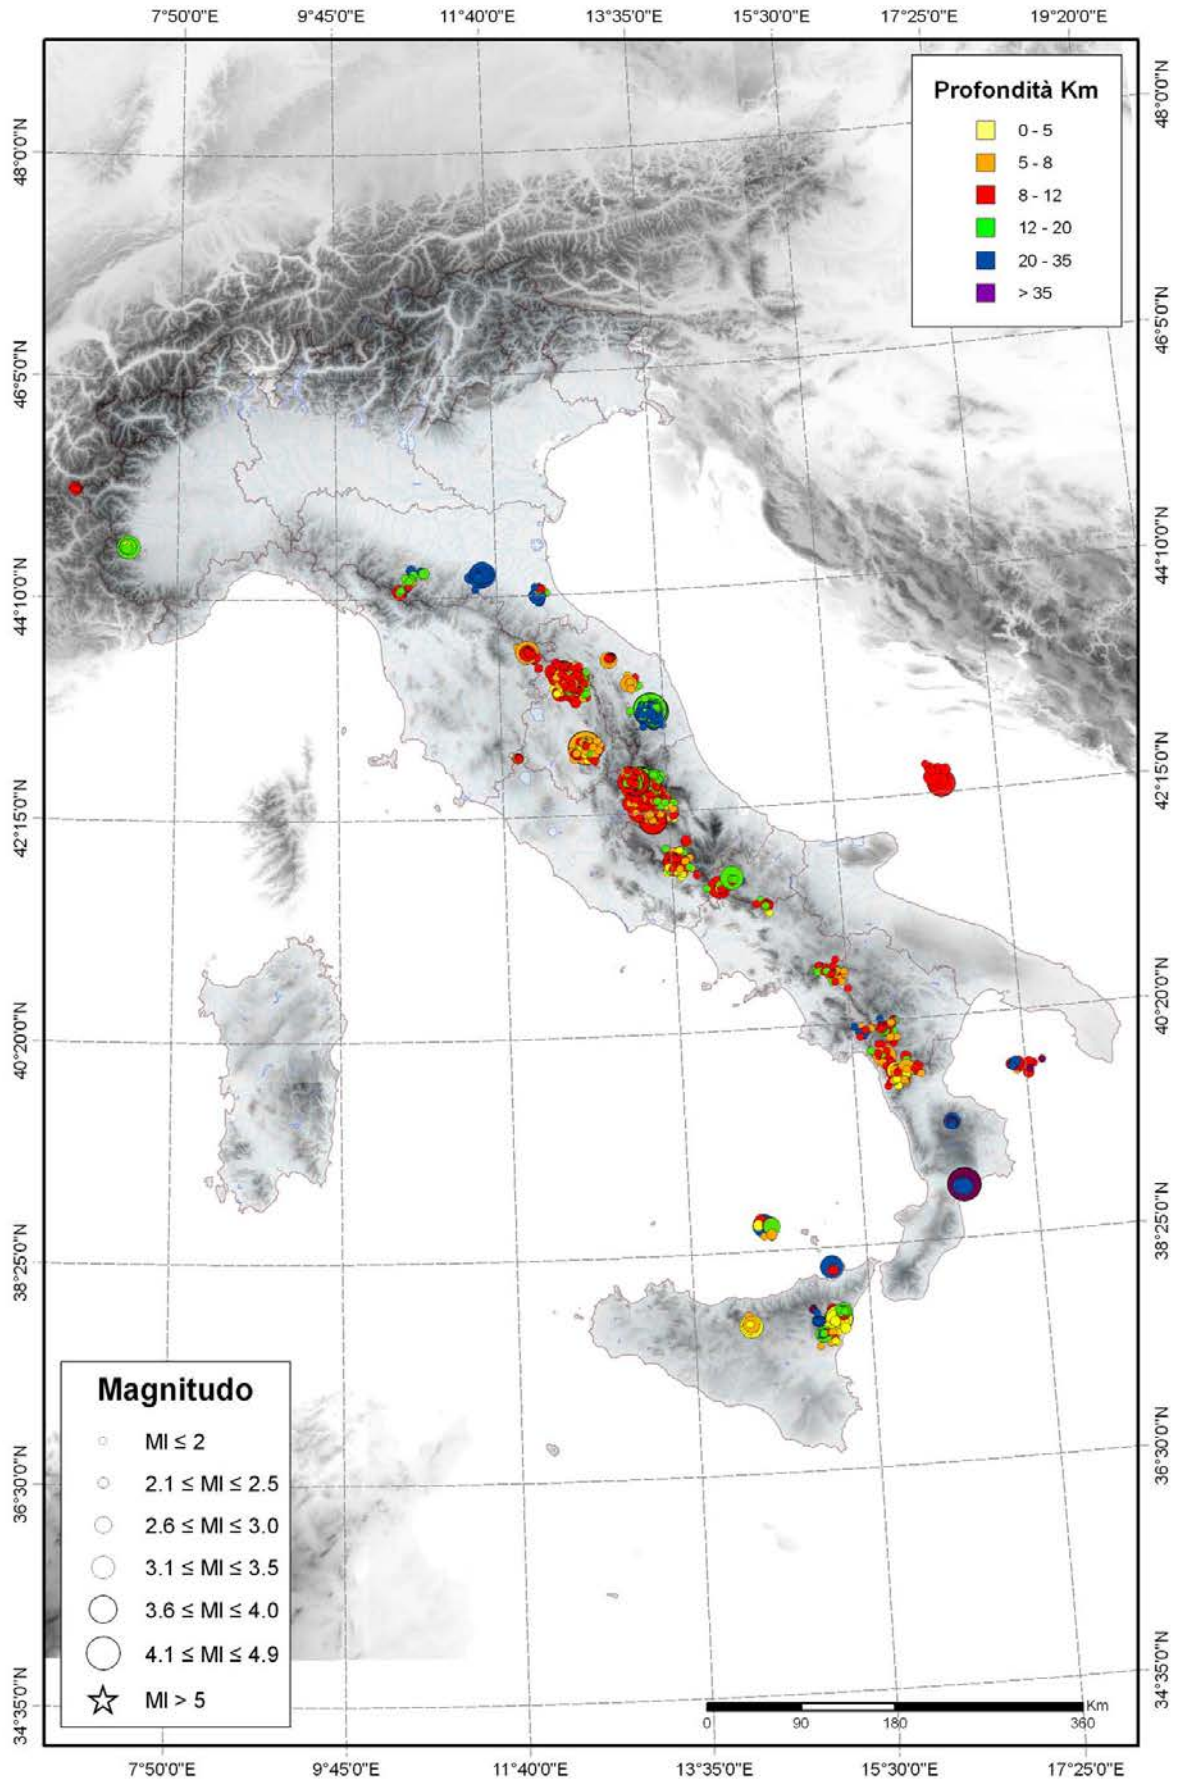 7°50'0"E 9°45'0"E 11°40'0"E 13°35'0"E 15°30'0"E 17°25'0"E 19°20'0"E
48°0'0"N
46°5'0"N
44°10'0"N
42°15'0"N
40°20'0"N
38°25'0"N
36°30'0"N
34°35'0"N
Profondità Km
0 - 5
5 - 8
8 - 12
12 - 20
20 - 35
> 35
48°0'0"N
46°5'0"N
44°10'0"N
42°15'0"N
40°20'0"N
38°25'0"N
36°30'0"N
34°35'0"N
Magnitudo
Ml ≤ 2
2.1 ≤ Ml ≤ 2.5
2.6 ≤ Ml ≤ 3.0
3.1 ≤ Ml ≤ 3.5
3.6 ≤ Ml ≤ 4.0
4.1 ≤ Ml ≤ 4.9
Ml > 5
Km
0 90 180 360
7°50'0"E 9°45'0"E 11°40'0"E 13°35'0"E 15°30'0"E 17°25'0"E